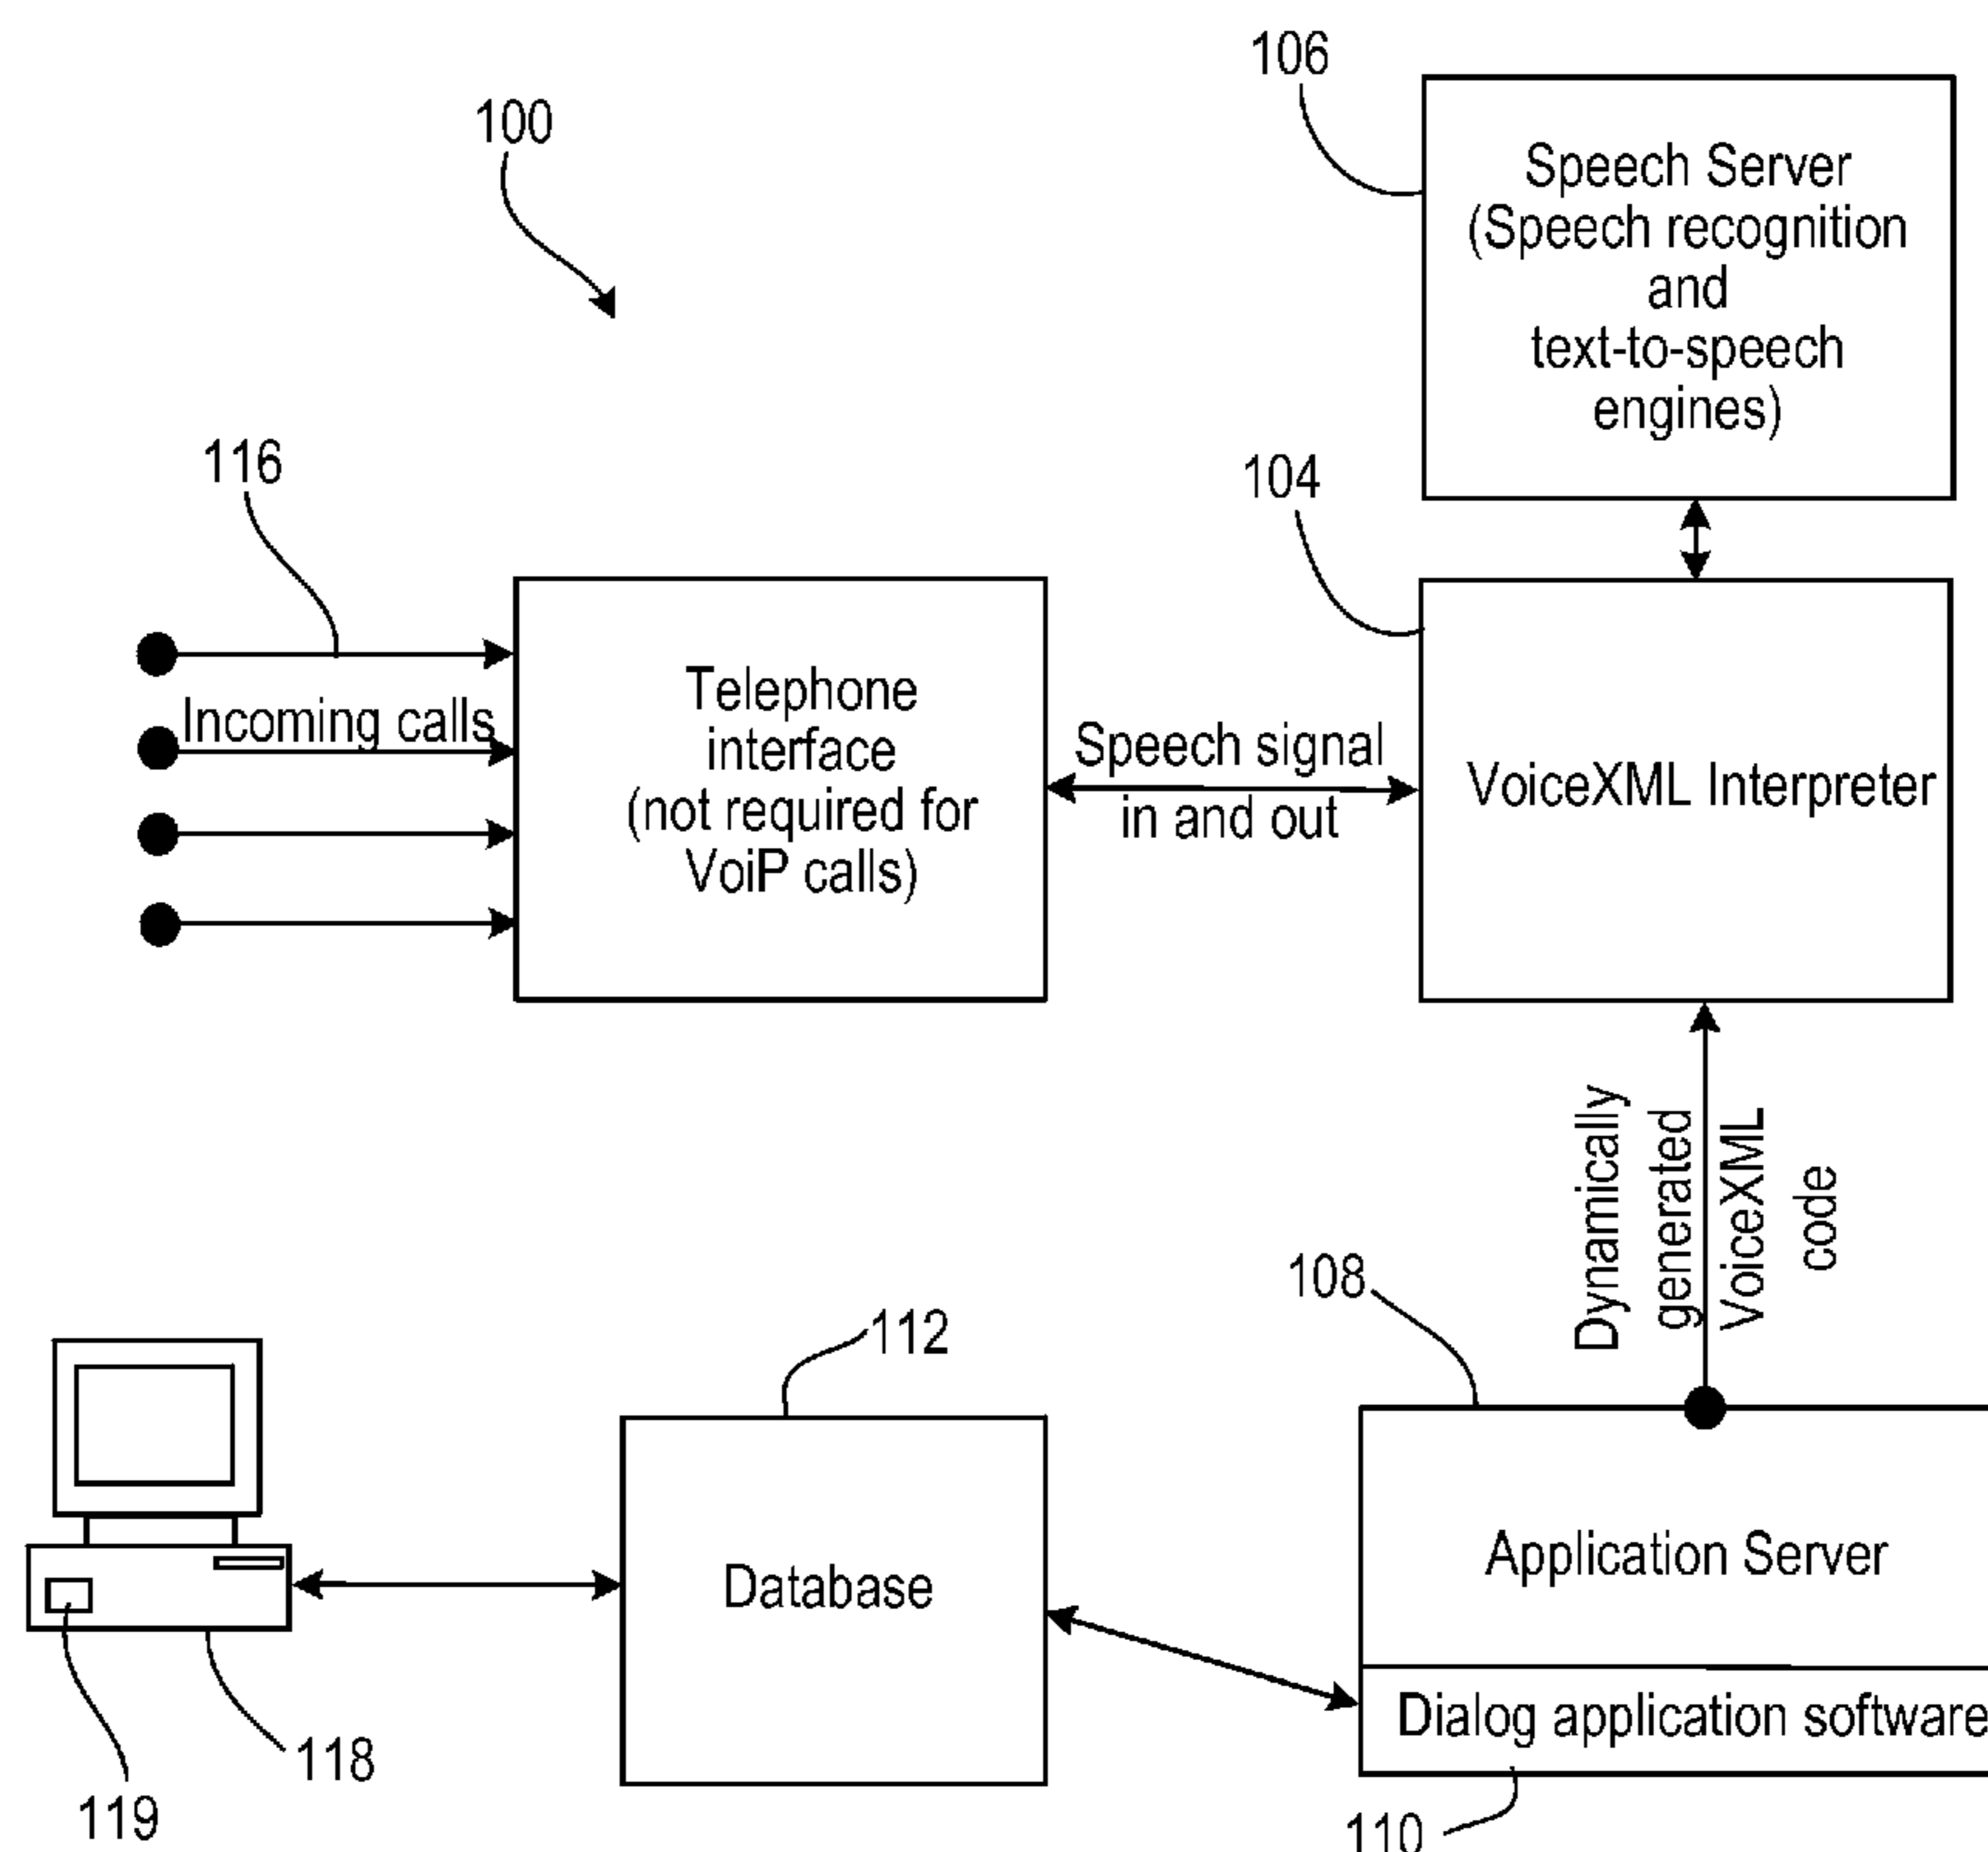 106
100
Speech Server
(Speech recognition
and
text-to-speech
engines)
116
104
Incoming calls
Telephone
interface
(not required for
VoiP calls)
Speech signal
in and out
VoiceXML Interpreter
Dynamically
generated
VoiceXML
code
108
112
Database
Application Server
Dialog application software
118
119
110